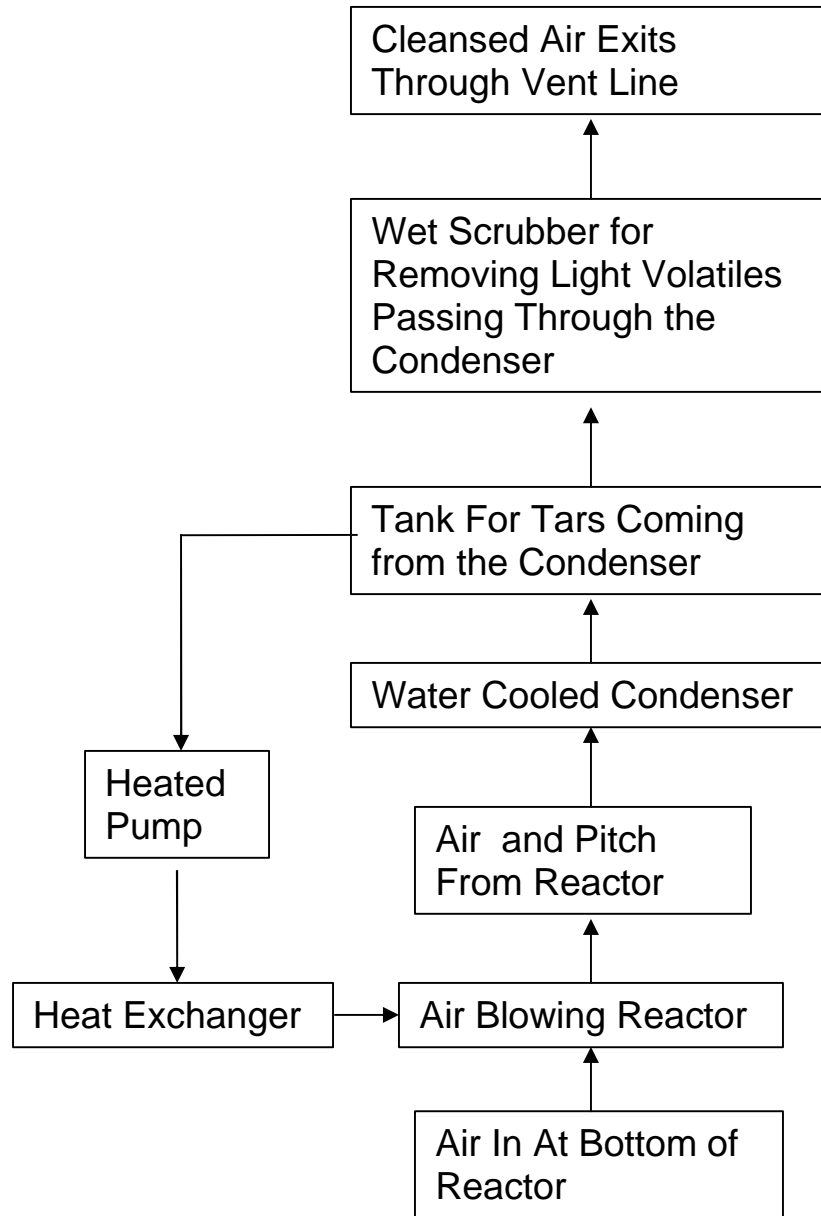 Cleansed Air Exits
Through Vent Line
Wet Scrubber for
Removing Light Volatiles
Passing Through the
Condenser
Tank For Tars Coming
from the Condenser
Water Cooled Condenser
Heated
Pump
Air and Pitch
From Reactor
Heat Exchanger
Air Blowing Reactor
Air In At Bottom of
Reactor